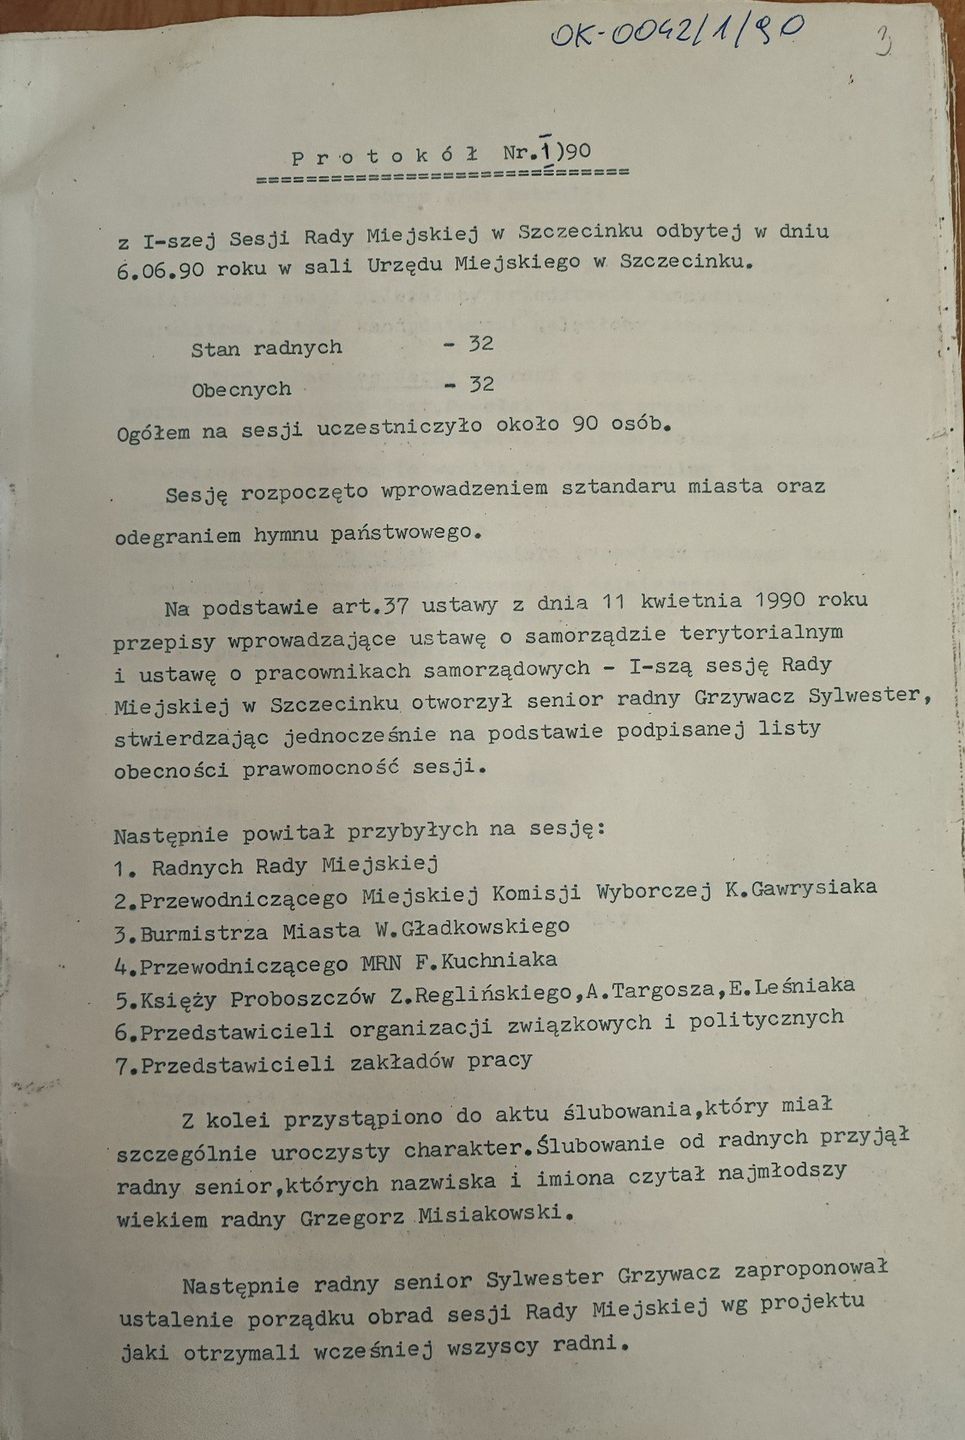 OK-0042/1/90
3
P r o t o k ó ł Nr.I)90
==============================
z I-szej Sesji Rady Miejskiej w Szczecinku odbytej w dniu
6.06.90 roku w sali Urzędu Miejskiego w Szczecinku.
Stan radnych - 32
Obecnych - 32
Ogółem na sesji uczestniczyło około 90 osób.
Sesję rozpoczęto wprowadzeniem sztandaru miasta oraz
odegraniem hymnu państwowego.
Na podstawie art.37 ustawy z dnia 11 kwietnia 1990 roku
przepisy wprowadzające ustawę o samorządzie terytorialnym
i ustawę o pracownikach samorządowych - I-szą sesję Rady
Miejskiej w Szczecinku otworzył senior radny Grzywacz Sylwester,
stwierdzając jednocześnie na podstawie podpisanej listy
obecności prawomocność sesji.
Następnie powitał przybyłych na sesję:
1. Radnych Rady Miejskiej
2.Przewodniczącego Miejskiej Komisji Wyborczej K.Gawrysiaka
3.Burmistrza Miasta W.Gładkowskiego
4.Przewodniczącego MRN F.Kuchniaka
5.Księży Proboszczów Z.Reglińskiego,A.Targosza,E.Leśniaka
6.Przedstawicieli organizacji związkowych i politycznych
7.Przedstawicieli zakładów pracy
Z kolei przystąpiono do aktu ślubowania,który miał
szczególnie uroczysty charakter.Ślubowanie od radnych przyjął
radny senior,których nazwiska i imiona czytał najmłodszy
wiekiem radny Grzegorz Misiakowski.
Następnie radny senior Sylwester Grzywacz zaproponował
ustalenie porządku obrad sesji Rady Miejskiej wg projektu
jaki otrzymali wcześniej wszyscy radni.